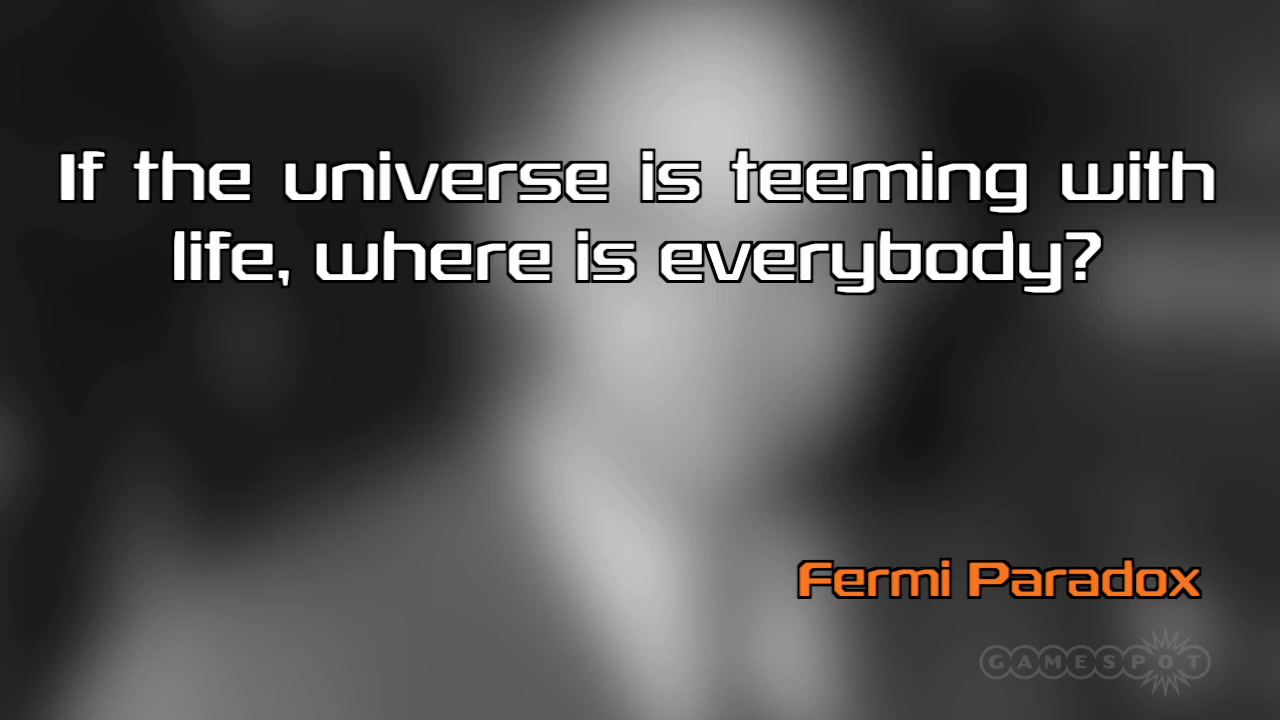 If the universe is teeming with
life, where is everybody?
Fermi Paradox
GAMESPOT